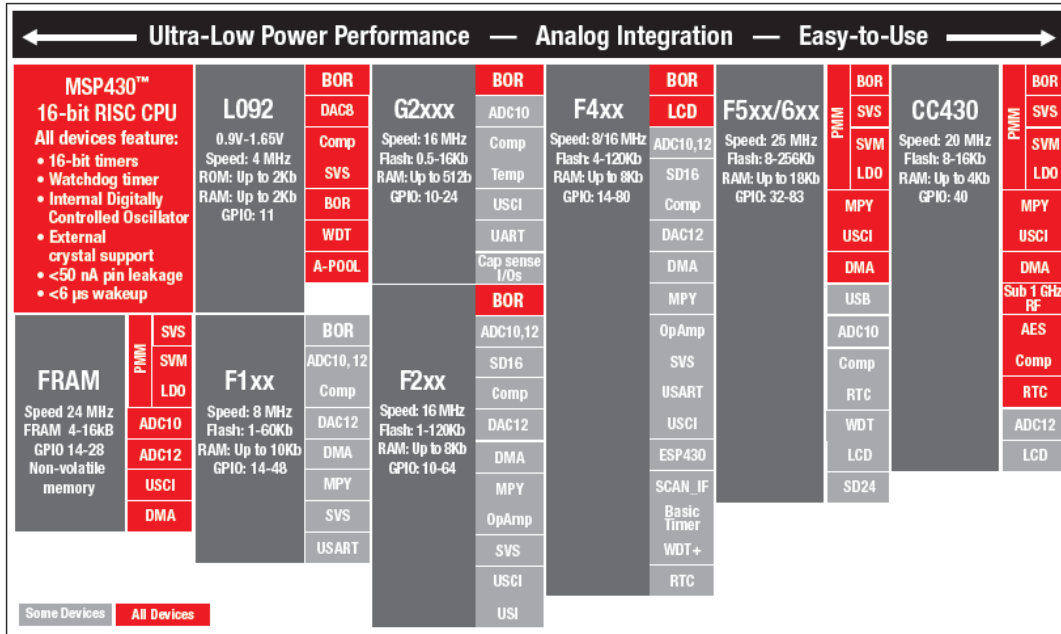 Ultra-Low Power Performance — Analog Integration — Easy-to-Use
MSP430™
16-bit RISC CPU
All devices feature:
• 16-bit timers
• Watchdog timer
• Internal Digitally
Controlled Oscillator
• External
crystal support
• <50 nA pin leakage
• <6 µs wakeup
L092
0.9V-1.65V
Speed: 4 MHz
ROM: Up to 2Kb
RAM: Up to 2Kb
GPIO: 11
BOR
DAC8
Comp
SVS
BOR
WDT
A-POOL
G2xxx
Speed: 16 MHz
Flash: 0.5-16Kb
RAM: Up to 512b
GPIO: 10-24
BOR
ADC10
Comp
Temp
USCI
UART
Cap sense
I/Os
F4xx
Speed: 8/16 MHz
Flash: 4-120Kb
RAM: Up to 8Kb
GPIO: 14-80
BOR
LCD
ADC10,12
SD16
Comp
DAC12
DMA
MPY
OpAmp
SVS
USART
USCI
ESP430
SCAN_IF
Basic
Timer
WDT+
RTC
F5xx/6xx
Speed: 25 MHz
Flash: 8-256Kb
RAM: Up to 18Kb
GPIO: 32-83
PMM
BOR
SVS
SVM
LDO
MPY
USCI
DMA
USB
ADC10
Comp
RTC
WDT
LCD
SD24
CC430
Speed: 20 MHz
Flash: 8-16Kb
RAM: Up to 4Kb
GPIO: 40
PMM
BOR
SVS
SVM
LDO
MPY
USCI
DMA
Sub 1 GHz
RF
AES
Comp
RTC
ADC12
LCD
FRAM
Speed 24 MHz
FRAM 4-16kB
GPIO 14-28
Non-volatile
memory
PMM
SVS
SVM
LDO
ADC10
ADC12
USCI
DMA
F1xx
Speed: 8 MHz
Flash: 1-60Kb
RAM: Up to 10Kb
GPIO: 14-48
BOR
ADC10, 12
Comp
DAC12
DMA
MPY
SVS
USART
F2xx
Speed: 16 MHz
Flash: 1-120Kb
RAM: Up to 8Kb
GPIO: 10-64
BOR
ADC10,12
SD16
Comp
DAC12
DMA
MPY
OpAmp
SVS
USCI
USI
Some Devices
All Devices